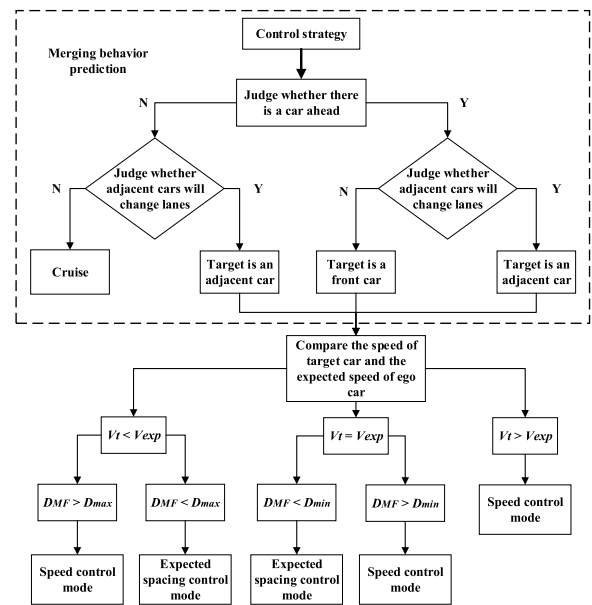 Control strategy
Merging behavior
prediction
Judge whether there
is a car ahead
N
Y
Judge whether
adjacent cars will
change lanes
Judge whether
adjacent cars will
change lanes
N
Y
N
Y
Cruise
Target is an
adjacent car
Target is a
front car
Target is an
adjacent car
Compare the speed of
target car and the
expected speed of ego
car
Vt < Vexp
Vt = Vexp
Vt > Vexp
DMF > Dmax
DMF < Dmax
DMF < Dmin
DMF > Dmin
Speed control
mode
Speed control
mode
Expected
spacing control
mode
Expected
spacing control
mode
Speed control
mode